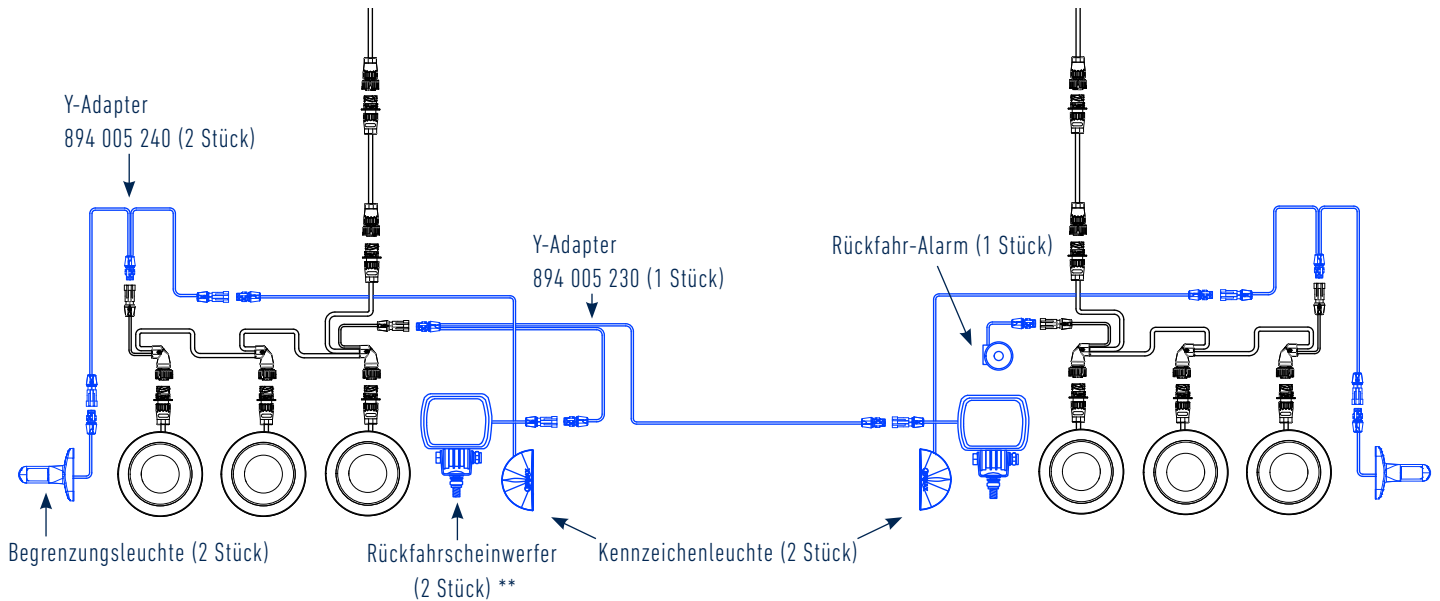 Y-Adapter
894 005 240 (2 Stück)
Y-Adapter
894 005 230 (1 Stück)
Rückfahr-Alarm (1 Stück)
Begrenzungsleuchte (2 Stück)
Rückfahrscheinwerfer
(2 Stück) **
Kennzeichenleuchte (2 Stück)